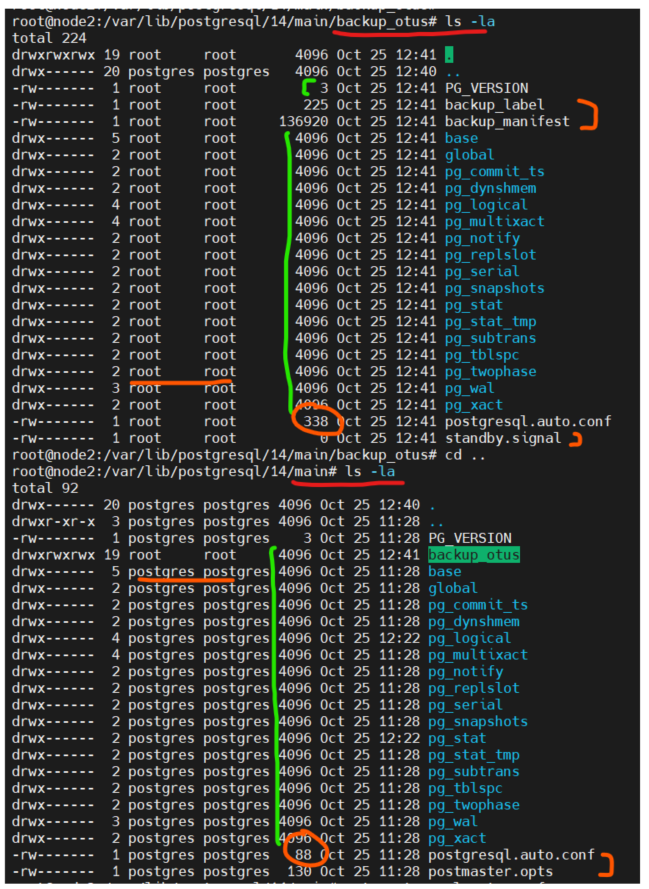 root@node2:/var/lib/postgresql/14/main/backup_otus# ls -la
total 224
drwxrwxrwx 19 root root 4096 Oct 25 12:41 .
drwx------ 20 postgres postgres 4096 Oct 25 12:40 ..
-rw------- 1 root root 3 Oct 25 12:41 PG_VERSION
-rw------- 1 root root 225 Oct 25 12:41 backup_label
-rw------- 1 root root 136920 Oct 25 12:41 backup_manifest
drwx------ 5 root root 4096 Oct 25 12:41 base
drwx------ 2 root root 4096 Oct 25 12:41 global
drwx------ 2 root root 4096 Oct 25 12:41 pg_commit_ts
drwx------ 2 root root 4096 Oct 25 12:41 pg_dynshmem
drwx------ 4 root root 4096 Oct 25 12:41 pg_logical
drwx------ 4 root root 4096 Oct 25 12:41 pg_multixact
drwx------ 2 root root 4096 Oct 25 12:41 pg_notify
drwx------ 2 root root 4096 Oct 25 12:41 pg_replslot
drwx------ 2 root root 4096 Oct 25 12:41 pg_serial
drwx------ 2 root root 4096 Oct 25 12:41 pg_snapshots
drwx------ 2 root root 4096 Oct 25 12:41 pg_stat
drwx------ 2 root root 4096 Oct 25 12:41 pg_stat_tmp
drwx------ 2 root root 4096 Oct 25 12:41 pg_subtrans
drwx------ 2 root root 4096 Oct 25 12:41 pg_tblspc
drwx------ 2 root root 4096 Oct 25 12:41 pg_twophase
drwx------ 3 root root 4096 Oct 25 12:41 pg_wal
drwx------ 2 root root 4096 Oct 25 12:41 pg_xact
-rw------- 1 root root 338 Oct 25 12:41 postgresql.auto.conf
-rw------- 1 root root 0 Oct 25 12:41 standby.signal
root@node2:/var/lib/postgresql/14/main/backup_otus# cd ..
root@node2:/var/lib/postgresql/14/main# ls -la
total 92
drwx------ 20 postgres postgres 4096 Oct 25 12:40 .
drwxr-xr-x 3 postgres postgres 4096 Oct 25 11:28 ..
-rw------- 1 postgres postgres 3 Oct 25 11:28 PG_VERSION
drwxrwxrwx 19 root root 4096 Oct 25 12:41 backup_otus
drwx------ 5 postgres postgres 4096 Oct 25 11:28 base
drwx------ 2 postgres postgres 4096 Oct 25 11:28 global
drwx------ 2 postgres postgres 4096 Oct 25 11:28 pg_commit_ts
drwx------ 2 postgres postgres 4096 Oct 25 11:28 pg_dynshmem
drwx------ 4 postgres postgres 4096 Oct 25 12:22 pg_logical
drwx------ 4 postgres postgres 4096 Oct 25 11:28 pg_multixact
drwx------ 2 postgres postgres 4096 Oct 25 11:28 pg_notify
drwx------ 2 postgres postgres 4096 Oct 25 11:28 pg_replslot
drwx------ 2 postgres postgres 4096 Oct 25 11:28 pg_serial
drwx------ 2 postgres postgres 4096 Oct 25 11:28 pg_snapshots
drwx------ 2 postgres postgres 4096 Oct 25 12:22 pg_stat
drwx------ 2 postgres postgres 4096 Oct 25 11:28 pg_stat_tmp
drwx------ 2 postgres postgres 4096 Oct 25 11:28 pg_subtrans
drwx------ 2 postgres postgres 4096 Oct 25 11:28 pg_tblspc
drwx------ 2 postgres postgres 4096 Oct 25 11:28 pg_twophase
drwx------ 3 postgres postgres 4096 Oct 25 11:28 pg_wal
drwx------ 2 postgres postgres 4096 Oct 25 11:28 pg_xact
-rw------- 1 postgres postgres 88 Oct 25 11:28 postgresql.auto.conf
-rw------- 1 postgres postgres 130 Oct 25 11:28 postmaster.opts